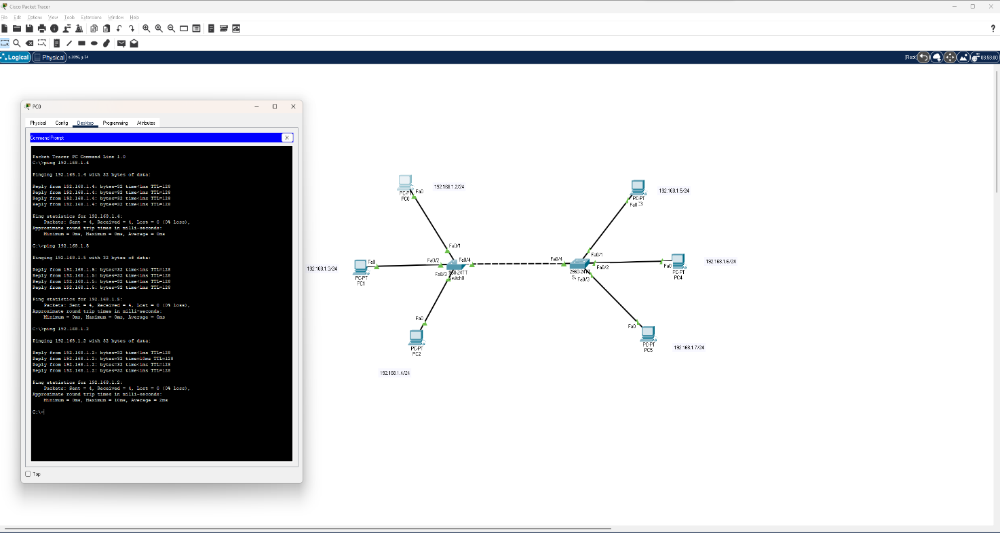 Cisco Packet Tracer
File Edit Options View Tools Extensions Window Help
Logical Physical x 2056, y 74
[Root] 08:58:00
PC0
Physical Config Desktop Programming Attributes
Command Prompt X
Packet Tracer PC Command Line 1.0
C:\>ping 192.168.1.4
Pinging 192.168.1.4 with 32 bytes of data:
Reply from 192.168.1.4: bytes=32 time<1ms TTL=128
Reply from 192.168.1.4: bytes=32 time<1ms TTL=128
Reply from 192.168.1.4: bytes=32 time<1ms TTL=128
Reply from 192.168.1.4: bytes=32 time<1ms TTL=128
Ping statistics for 192.168.1.4:
Packets: Sent = 4, Received = 4, Lost = 0 (0% loss),
Approximate round trip times in milli-seconds:
Minimum = 0ms, Maximum = 0ms, Average = 0ms
C:\>ping 192.168.1.5
Pinging 192.168.1.5 with 32 bytes of data:
Reply from 192.168.1.5: bytes=32 time<1ms TTL=128
Reply from 192.168.1.5: bytes=32 time<1ms TTL=128
Reply from 192.168.1.5: bytes=32 time<1ms TTL=128
Reply from 192.168.1.5: bytes=32 time<1ms TTL=128
Ping statistics for 192.168.1.5:
Packets: Sent = 4, Received = 4, Lost = 0 (0% loss),
Approximate round trip times in milli-seconds:
Minimum = 0ms, Maximum = 0ms, Average = 0ms
C:\>ping 192.168.1.2
Pinging 192.168.1.2 with 32 bytes of data:
Reply from 192.168.1.2: bytes=32 time<1ms TTL=128
Reply from 192.168.1.2: bytes=32 time=10ms TTL=128
Reply from 192.168.1.2: bytes=32 time<1ms TTL=128
Reply from 192.168.1.2: bytes=32 time<1ms TTL=128
Ping statistics for 192.168.1.2:
Packets: Sent = 4, Received = 4, Lost = 0 (0% loss),
Approximate round trip times in milli-seconds:
Minimum = 0ms, Maximum = 10ms, Average = 2ms
C:\>
Top
192.168.1.2/24
Fa0
PC-PT
PC0
192.168.1.5/24
PC-PT
Fa0 C3
Fa0/1
Fa0/2 Fa0/4
Fa0/3
960-24TT
Switch0
192.168.1.3/24
Fa0
PC-PT
PC1
Fa0/4
Fa0/1
Fa0/2
2960-24TT
Fa0/3
Fa0
PC-PT
PC4
192.168.1.6/24
Fa0
PC-PT
PC2
192.168.1.4/24
Fa0
PC-PT
PC5
192.168.1.7/24